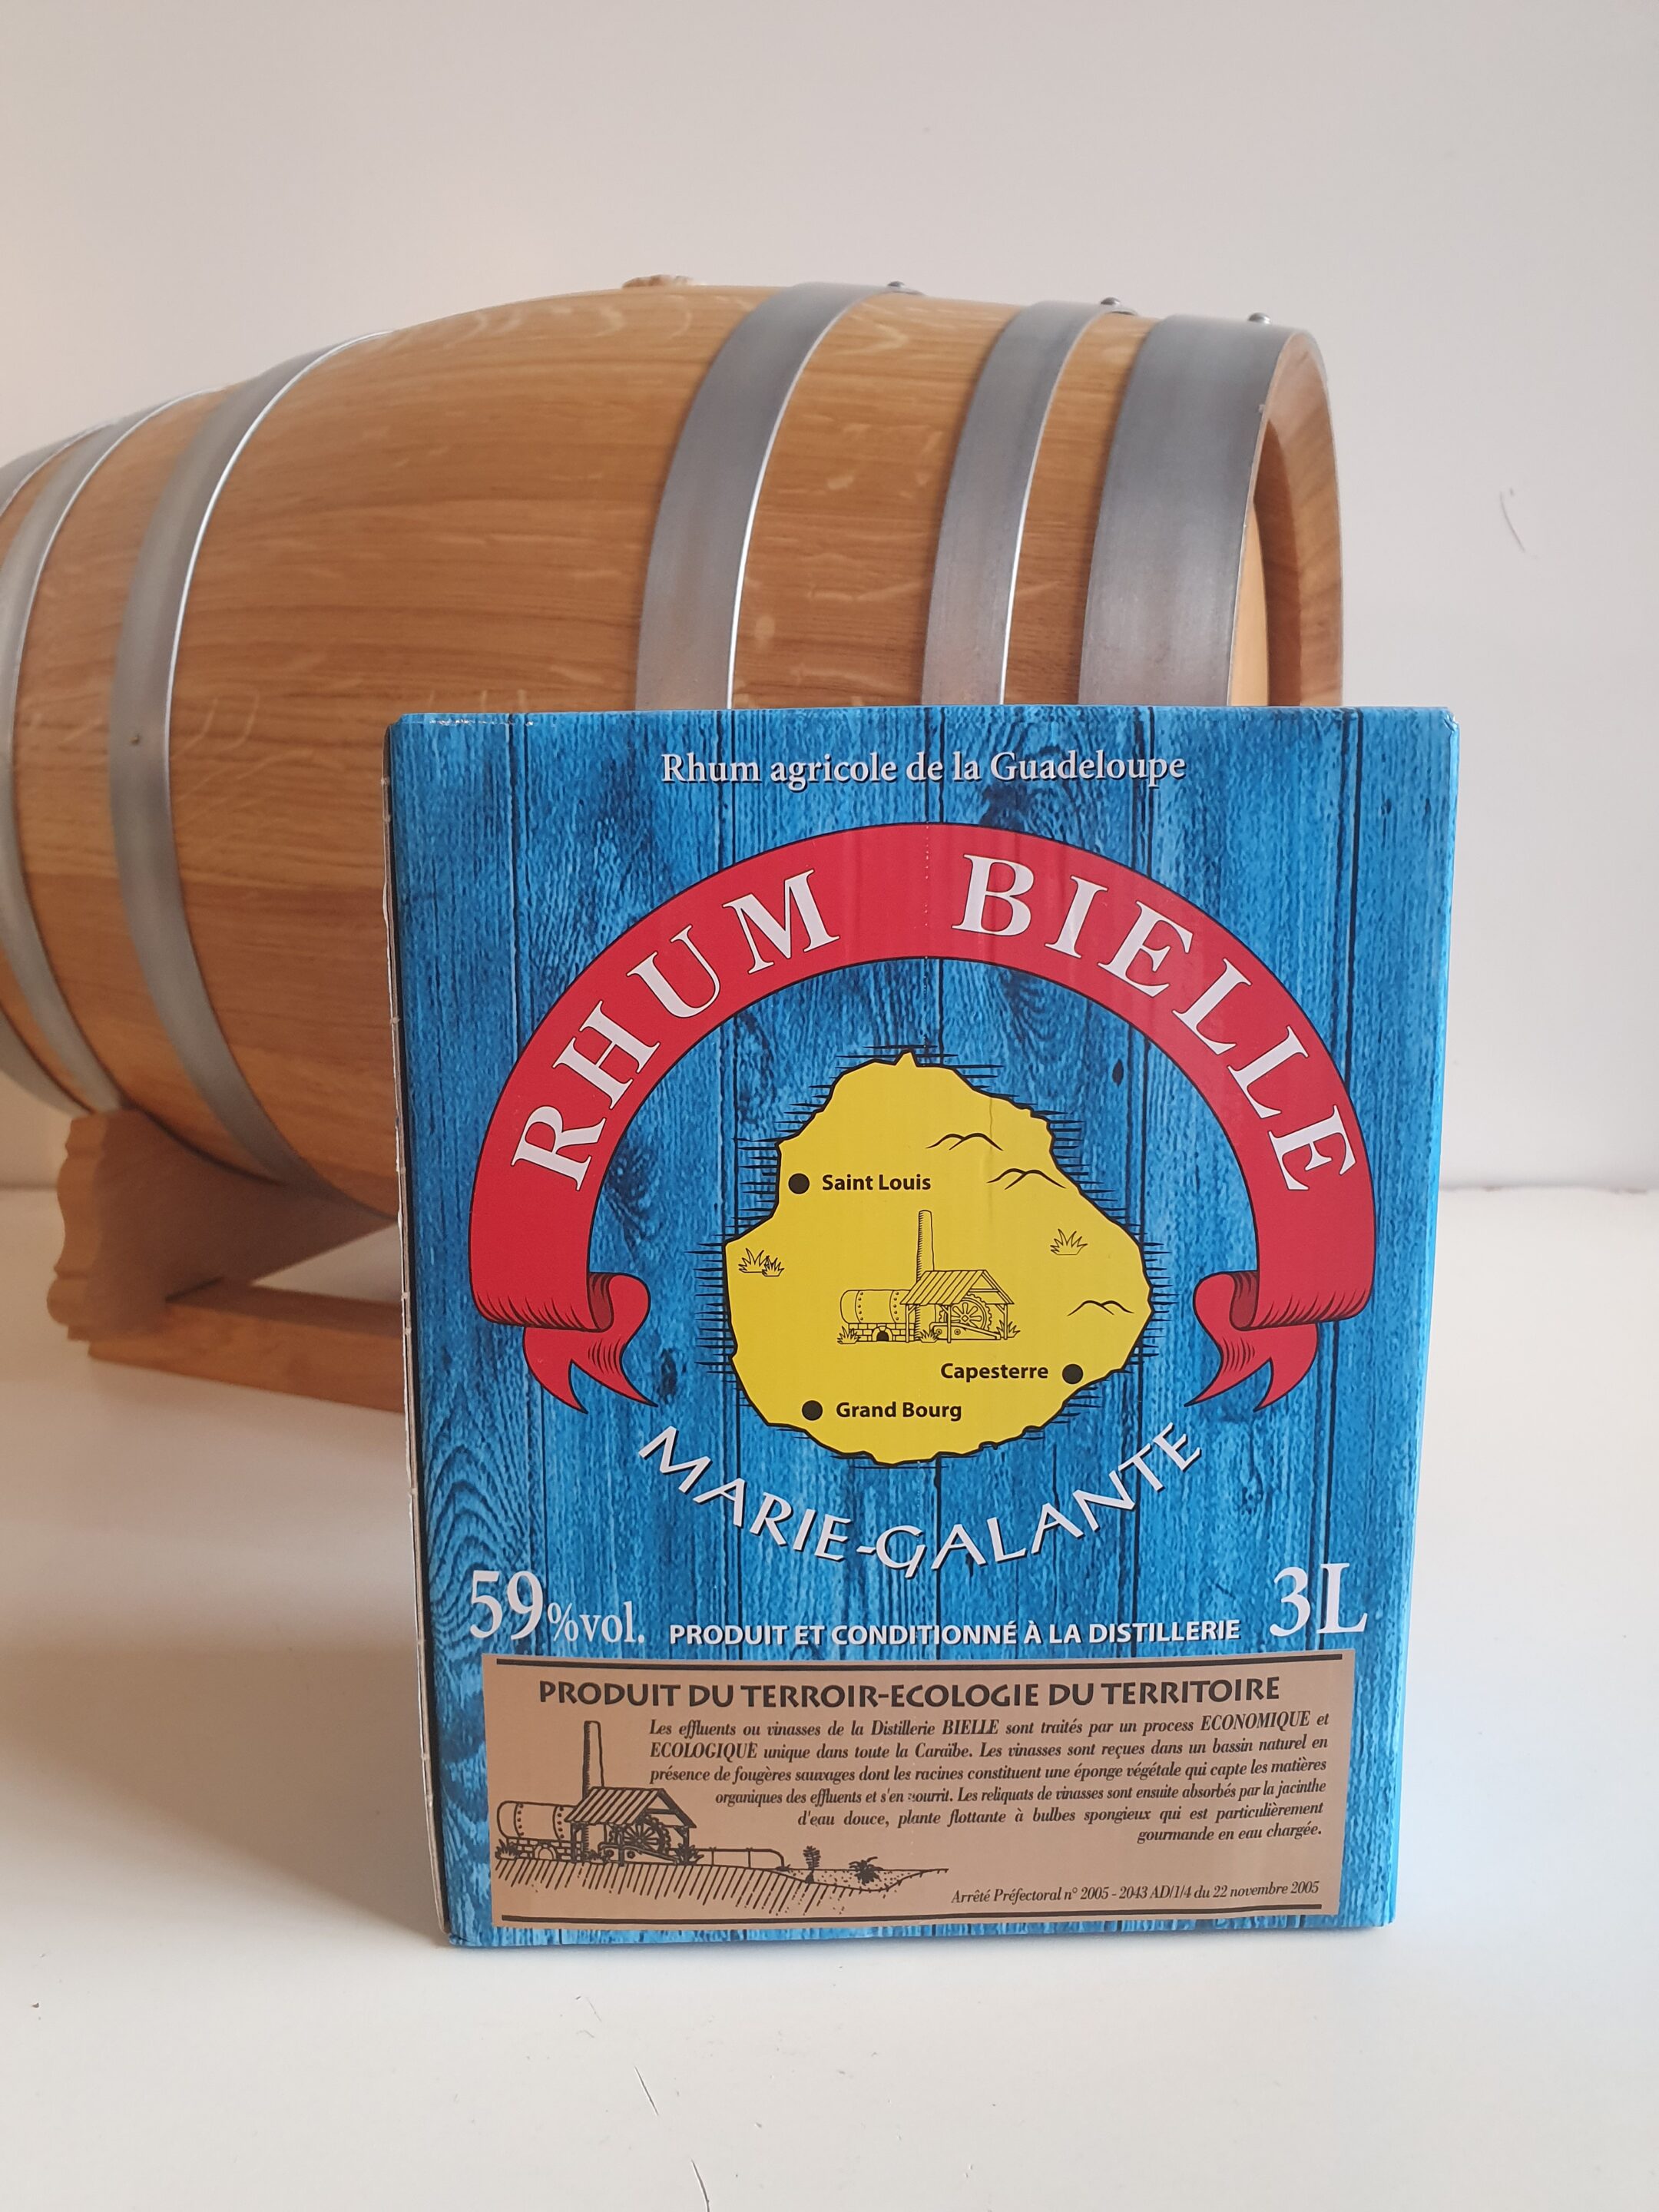 Rhum agricole de la Guadeloupe
RHUM BIELLE
Saint Louis
Capesterre
Grand Bourg
MARIE-GALANTE
59%vol. PRODUIT ET CONDITIONNÉ À LA DISTILLERIE 3L
PRODUIT DU TERROIR-ECOLOGIE DU TERRITOIRE
Les effluents ou vinasses de la Distillerie BIELLE sont traités par un process ECONOMIQUE et
ECOLOGIQUE unique dans toute la Caraïbe. Les vinasses sont reçues dans un bassin naturel en
présence de fougères sauvages dont les racines constituent une éponge végétale qui capte les matières
organiques des effluents et s'en nourrit. Les reliquats de vinasses sont ensuite absorbés par la jacinthe
d'eau douce, plante flottante à bulbes spongieux qui est particulièrement
gourmande en eau chargée.
Arrêté Préfectoral n° 2005 - 2043 AD/1/4 du 22 novembre 2005